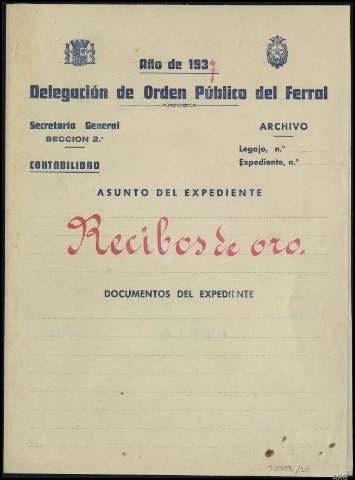 Año de 1937
Delegación de Orden Público del Ferrol
Secretaría General
SECCION 2.ª
CONTABILIDAD
ARCHIVO
Legajo, n.º
Expediente, n.º
ASUNTO DEL EXPEDIENTE
Recibos de oro.
DOCUMENTOS DEL EXPEDIENTE